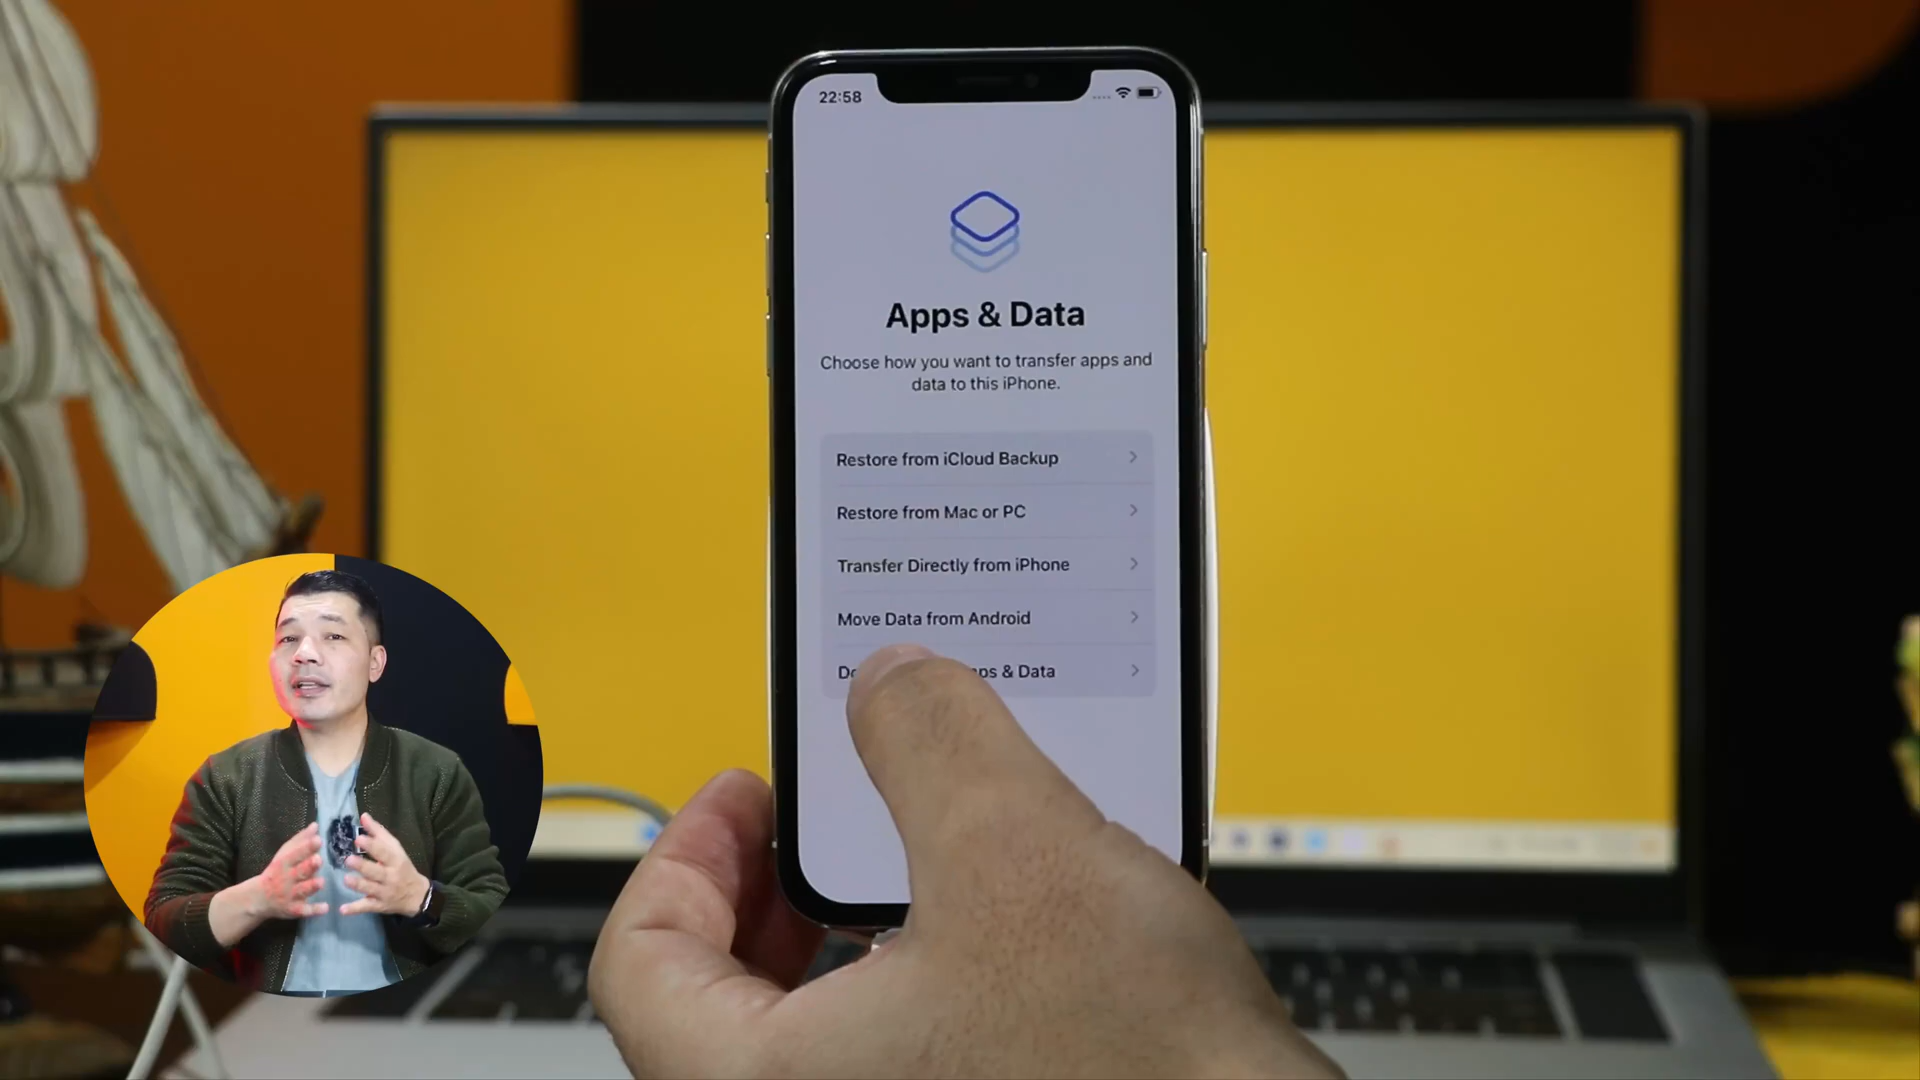 22:58
Apps & Data
Choose how you want to transfer apps and
data to this iPhone.
Restore from iCloud Backup
Restore from Mac or PC
Transfer Directly from iPhone
Move Data from Android
& Data